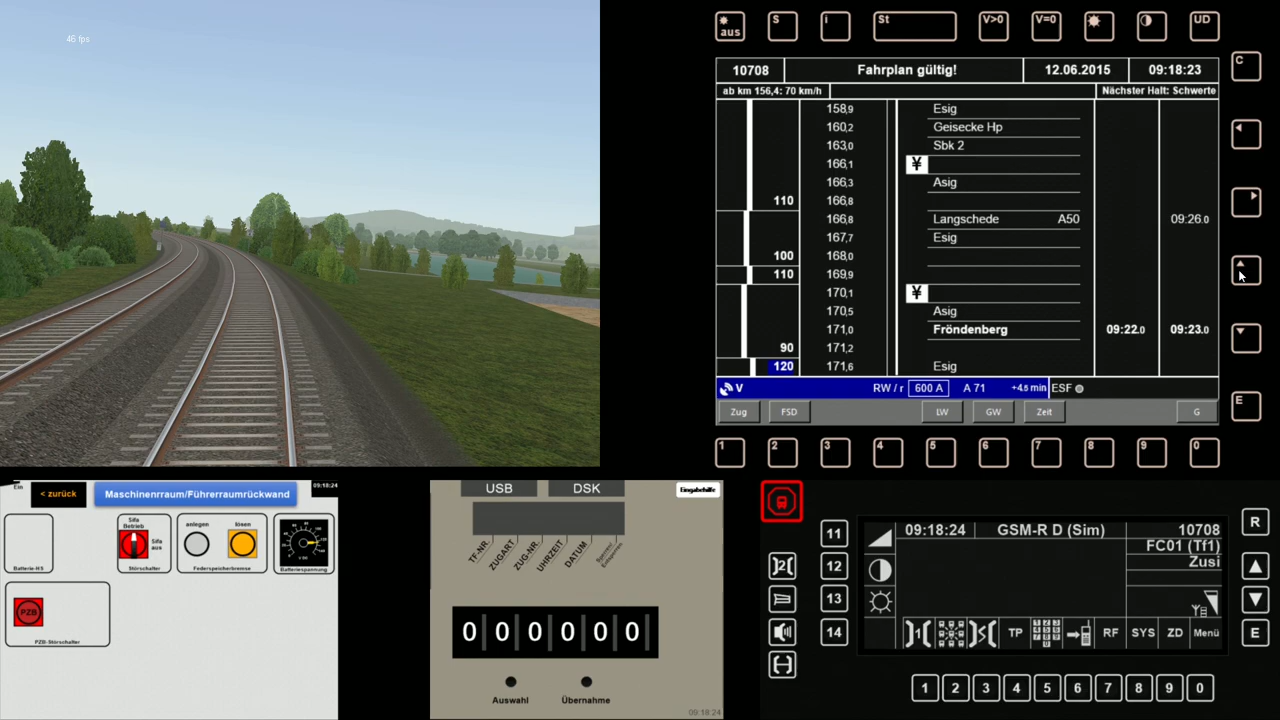 46 fps
aus
S
i
St
V>0
V=0
UD
C
10708
Fahrplan gültig!
12.06.2015
09:18:23
ab km 156,4: 70 km/h
Nächster Halt: Schwerte
158,9 Esig
160,2 Geisecke Hp
163,0 Sbk 2
166,1 ¥
166,3 Asig
110 166,8
166,8 Langschede A50 09:26.0
167,7 Esig
100 168,0
110 169,9
170,1 ¥
170,5 Asig
171,0 Fröndenberg 09:22.0 09:23.0
90 171,2
120 171,6 Esig
V RW / r 600 A A 71 +4.5 min ESF
Zug FSD LW GW Zeit G
E
1 2 3 4 5 6 7 8 9 0
Ein
< zurück
Maschinenrraum/Führerraumrückwand
09:18:24
Sifa
Betrieb
Sifa
aus
anlegen
lösen
Batterie-HS
Störschalter
Federspeicherbremse
Batteriespannung
PZB
PZB-Störschalter
USB
DSK
Eingabehilfe
TF-NR
ZUGART
ZUG-NR
UHRZEIT
DATUM
0 0 0 0 0 0
Auswahl
Übernahme
09:18:24
11
12
13
14
2
09:18:24
GSM-R D (Sim)
10708
FC01 (Tf1)
Zusi
1
TP
RF
SYS
ZD
Menü
R
E
1 2 3 4 5 6 7 8 9 0